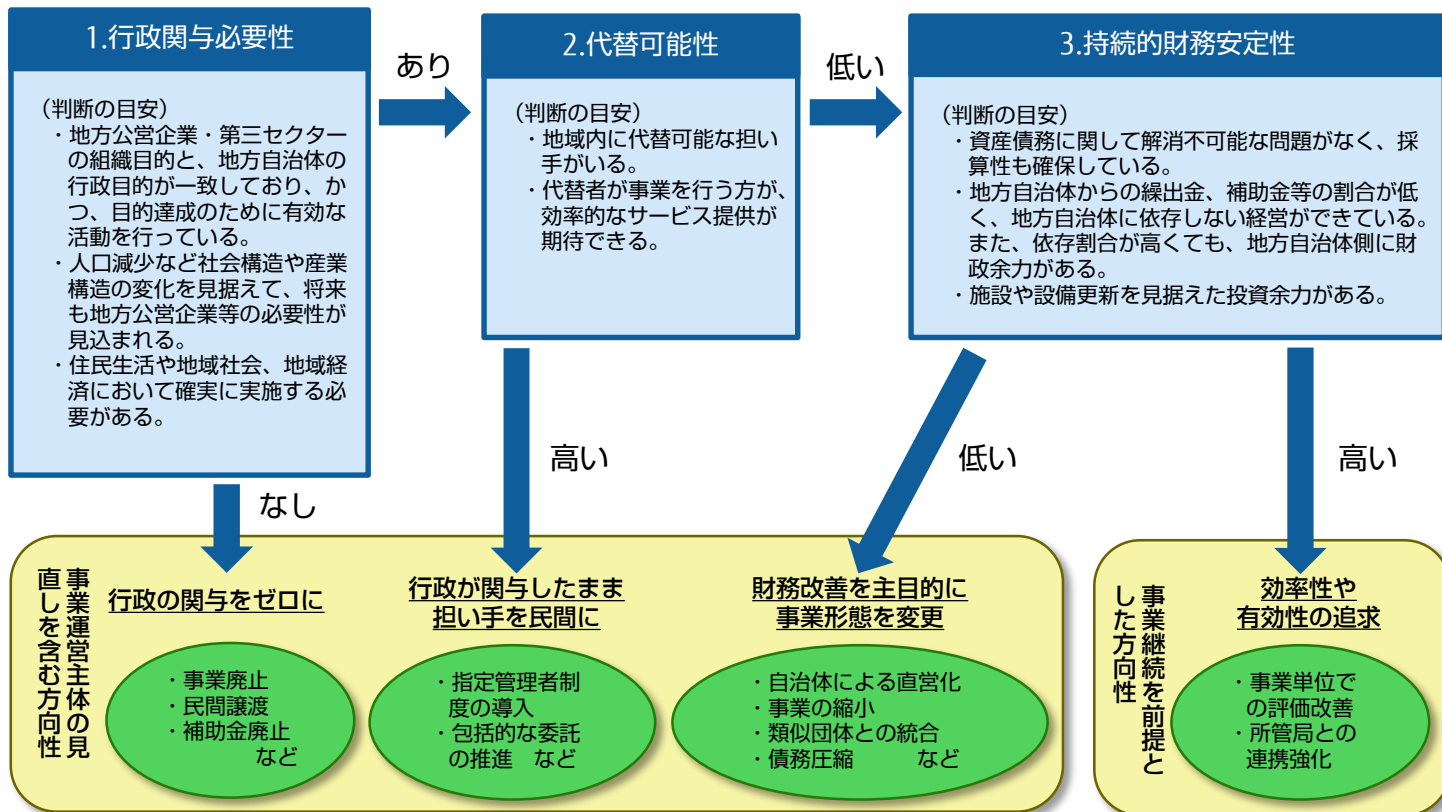 1.行政関与必要性
（判断の目安）
・地方公営企業・第三セクター
の組織目的と、地方自治体の
行政目的が一致しており、か
つ、目的達成のために有効な
活動を行っている。
・人口減少など社会構造や産業
構造の変化を見据えて、将来
も地方公営企業等の必要性が
見込まれる。
・住民生活や地域社会、地域経
済において確実に実施する必
要がある。
あり
2.代替可能性
（判断の目安）
・地域内に代替可能な担い
手がいる。
・代替者が事業を行う方が、
効率的なサービス提供が
期待できる。
低い
3.持続的財務安定性
（判断の目安）
・資産債務に関して解消不可能な問題がなく、採
算性も確保している。
・地方自治体からの繰出金、補助金等の割合が低
く、地方自治体に依存しない経営ができている。
また、依存割合が高くても、地方自治体側に財
政余力がある。
・施設や設備更新を見据えた投資余力がある。
なし
高い
低い
高い
事業運営主体の見
直しを含む方向性
行政の関与をゼロに
・事業廃止
・民間譲渡
・補助金廃止
など
行政が関与したまま
担い手を民間に
・指定管理者制
度の導入
・包括的な委託
の推進　など
財務改善を主目的に
事業形態を変更
・自治体による直営化
・事業の縮小
・類似団体との統合
・債務圧縮　　など
事業継続を前提と
した方向性
効率性や
有効性の追求
・事業単位で
の評価改善
・所管局との
連携強化